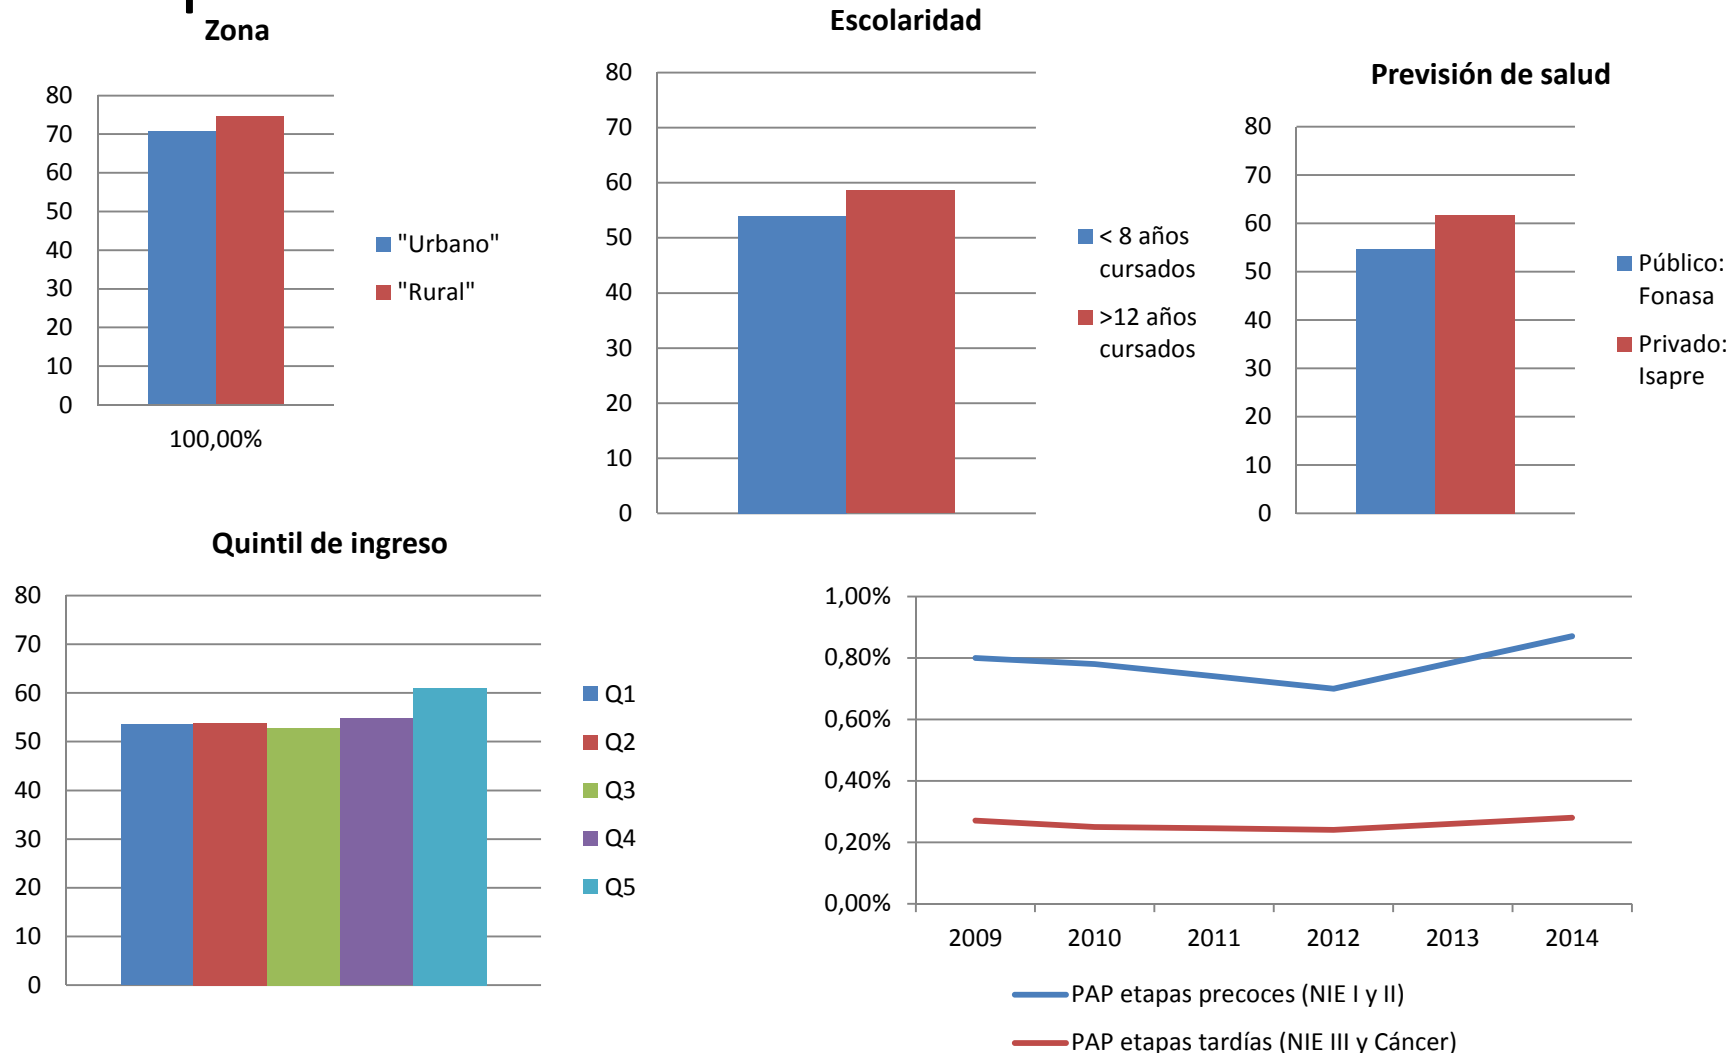 Zona
80
70
60
50
40
30
20
10
0
100,00%
"Urbano"
"Rural"
Escolaridad
80
70
60
50
40
30
20
10
0
< 8 años
cursados
>12 años
cursados
Previsión de salud
80
70
60
50
40
30
20
10
0
Público:
Fonasa
Privado:
Isapre
Quintil de ingreso
80
70
60
50
40
30
20
10
0
Q1
Q2
Q3
Q4
Q5
1,00%
0,80%
0,60%
0,40%
0,20%
0,00%
2009 2010 2011 2012 2013 2014
PAP etapas precoces (NIE I y II)
PAP etapas tardías (NIE III y Cáncer)